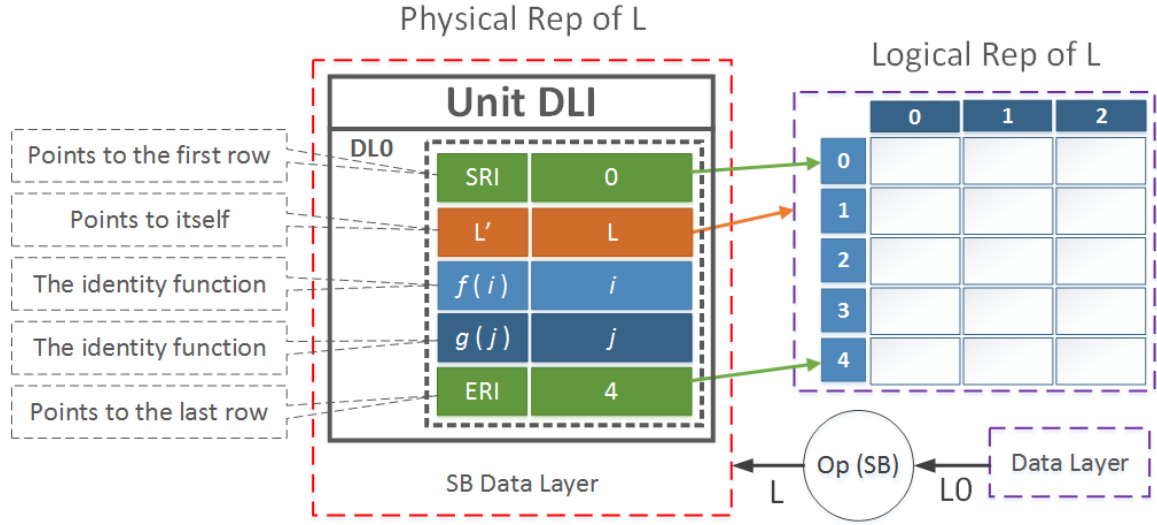 Physical Rep of L
Logical Rep of L
Unit DLI
DL0
Points to the first row
SRI 0
Points to itself
L’ L
The identity function
f ( i ) i
The identity function
g ( j ) j
Points to the last row
ERI 4
SB Data Layer
0 1 2
0
1
2
3
4
Op (SB)
Data Layer
L
L0